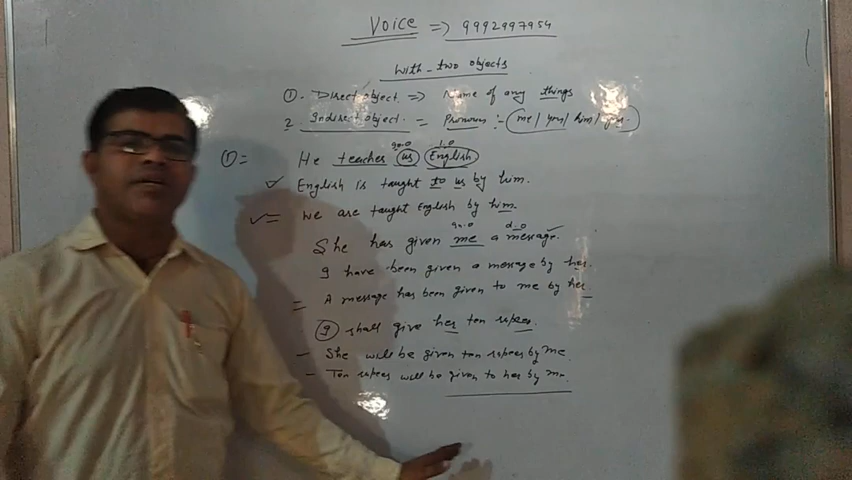 Voice => 9992997954
With-two objects
①. Direct object => Name of any things
2 Indirect object = Pronoun :- (me/ you/ him/
①= He teaches us English
✓ English is taught to us by him.
✓= We are taught English by him.
She has given me a message. ✓
I have been given a message by her.
= A message has been given to me by her.
I shall give her ten rupees.
- She will be given ten rupees by me.
- Ten rupees will be given to her by me.